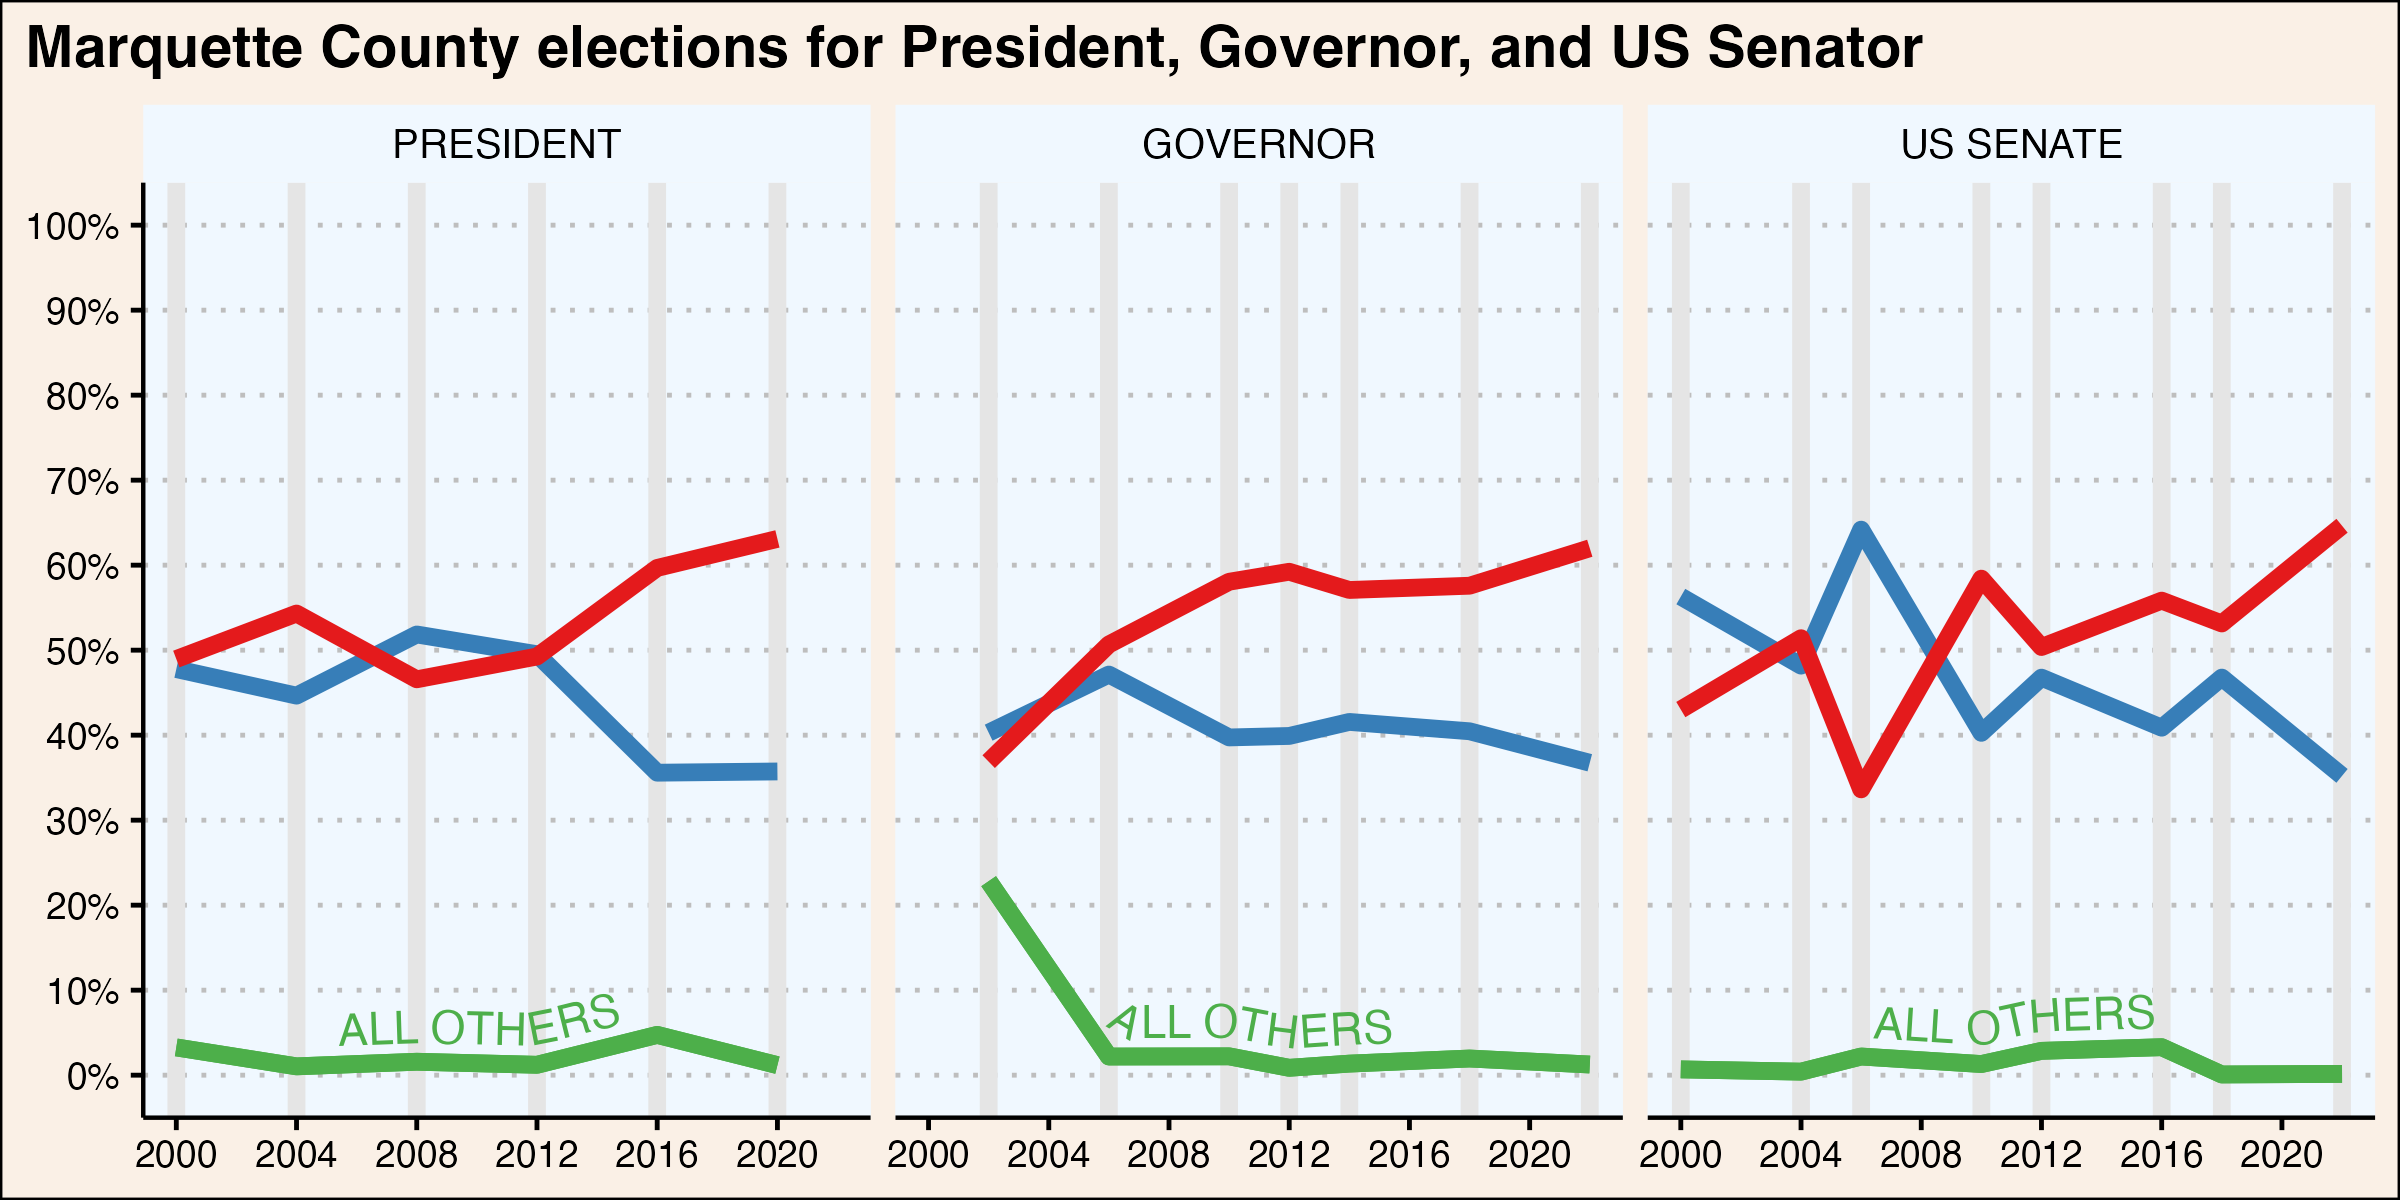 Marquette County elections for President, Governor, and US Senator
PRESIDENT
GOVERNOR
US SENATE
100%
90%
80%
70%
60%
50%
40%
30%
20%
10%
0%
ALL OTHERS
ALL OTHERS
ALL OTHERS
2000 2004 2008 2012 2016 2020
2000 2004 2008 2012 2016 2020
2000 2004 2008 2012 2016 2020